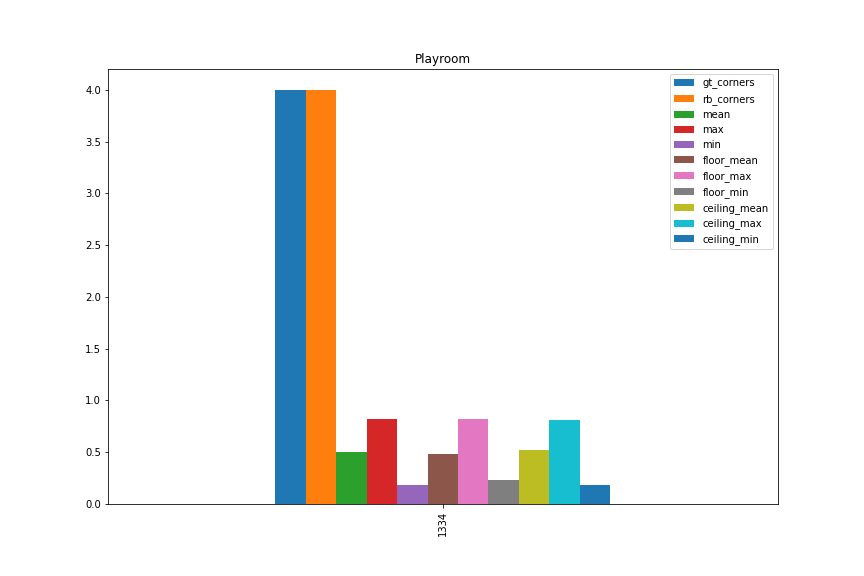 Playroom
gt_corners
rb_corners
mean
max
min
floor_mean
floor_max
floor_min
ceiling_mean
ceiling_max
ceiling_min
4.0
3.5
3.0
2.5
2.0
1.5
1.0
0.5
0.0
1334